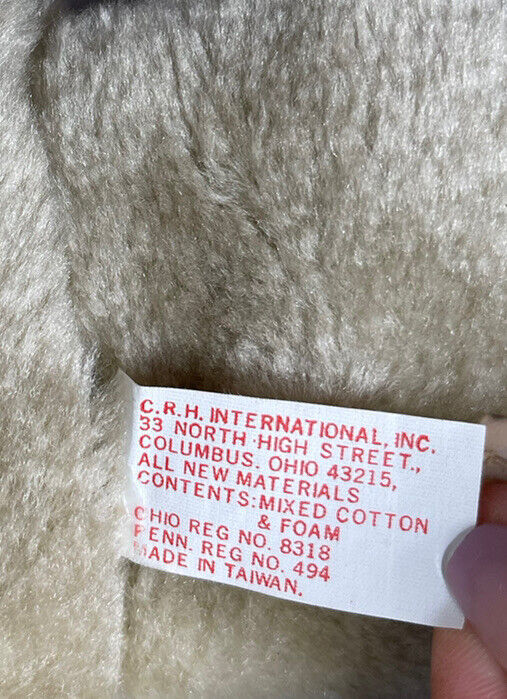 C.R.H. INTERNATIONAL, INC.
33 NORTH HIGH STREET.,
COLUMBUS. OHIO 43215,
ALL NEW MATERIALS
CONTENTS:MIXED COTTON
& FOAM
OHIO REG NO. 8318
PENN. REG NO. 494
MADE IN TAIWAN.